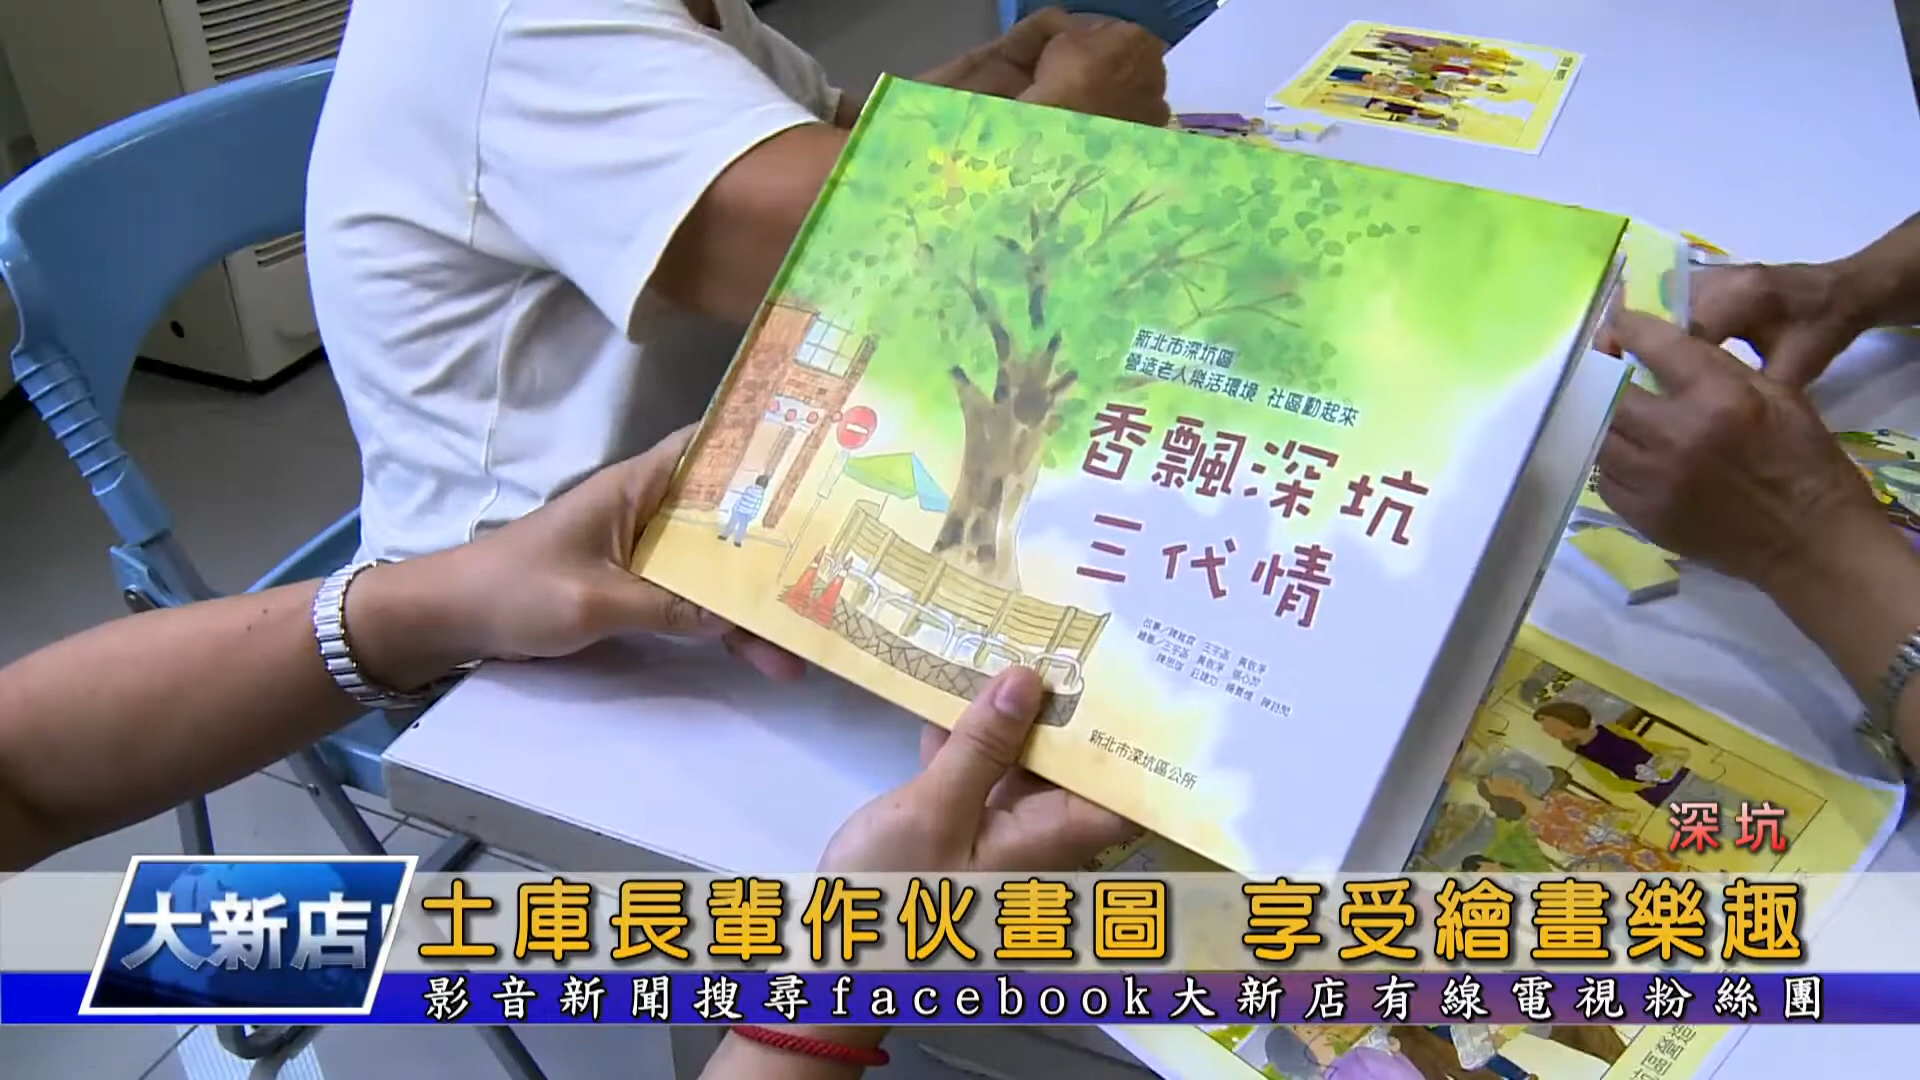 新北市深坑區
營造老人樂活環境 社區動起來
香飄深坑
三代情
新北市深坑區公所
深坑
大新店
土庫長輩作伙畫圖 享受繪畫樂趣
影音新聞搜尋facebook大新店有線電視粉絲團